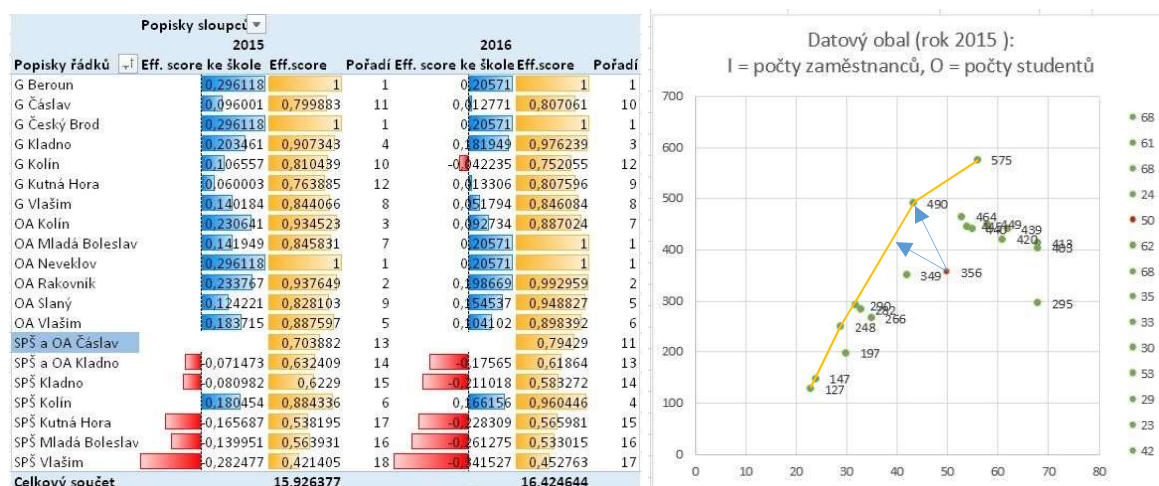 Popisky sloupců
2015 2016
Popisky řádků Eff. score ke škole Eff.score Pořadí Eff. score ke škole Eff.score Pořadí
G Beroun 0,296118 1 1 0,20571 1 1
G Čáslav 0,096001 0,799883 11 0,012771 0,807061 10
G Český Brod 0,296118 1 1 0,20571 1 1
G Kladno 0,203461 0,907343 4 0,181949 0,976239 3
G Kolín 0,106557 0,810439 10 -0,042235 0,752055 12
G Kutná Hora 0,060003 0,763885 12 0,013306 0,807596 9
G Vlašim 0,140184 0,844066 8 0,051794 0,846084 8
OA Kolín 0,230641 0,934523 3 0,092734 0,887024 7
OA Mladá Boleslav 0,141949 0,845831 7 0,20571 1 1
OA Neveklov 0,296118 1 1 0,20571 1 1
OA Rakovník 0,233767 0,937649 2 0,198669 0,992959 2
OA Slaný 0,124221 0,828103 9 0,154537 0,948827 5
OA Vlašim 0,183715 0,887597 5 0,104102 0,898392 6
SPŠ a OA Čáslav 0,703882 13 0,79429 11
SPŠ a OA Kladno -0,071473 0,632409 14 -0,17565 0,61864 13
SPŠ Kladno -0,080982 0,6229 15 -0,211018 0,583272 14
SPŠ Kolín 0,180454 0,884336 6 0,166156 0,960446 4
SPŠ Kutná Hora -0,165687 0,538195 17 -0,228309 0,565981 15
SPŠ Mladá Boleslav -0,139951 0,563931 16 -0,261275 0,533015 16
SPŠ Vlašim -0,282477 0,421405 18 -0,341527 0,452763 17
Celkový součet 15,926377 16,424644
Datový obal (rok 2015 ):
I = počty zaměstnanců, O = počty studentů
700
600
500
400
300
200
100
0
0 10 20 30 40 50 60 70 80
575
490
464
449
439
440
420
413
403
349
356
290
282
295
248
266
197
147
127
68
61
68
24
50
62
68
35
33
30
53
29
23
42